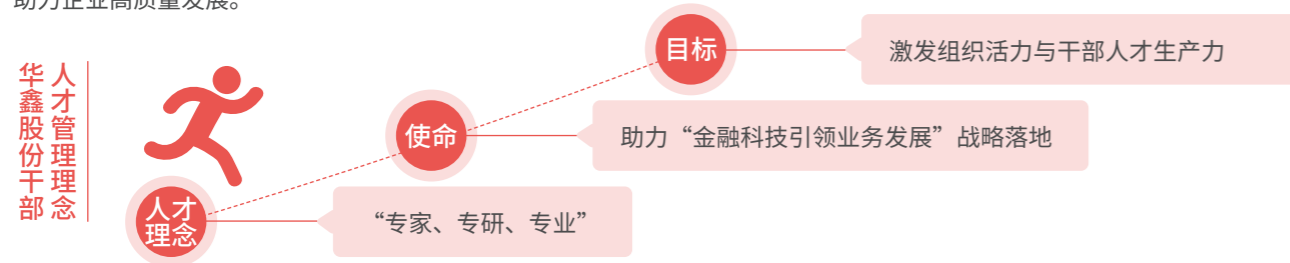 助力企业高质量发展。
华鑫股份干部
人才管理理念
目标
激发组织活力与干部人才生产力
使命
助力“金融科技引领业务发展”战略落地
人才
理念
“专家、专研、专业”